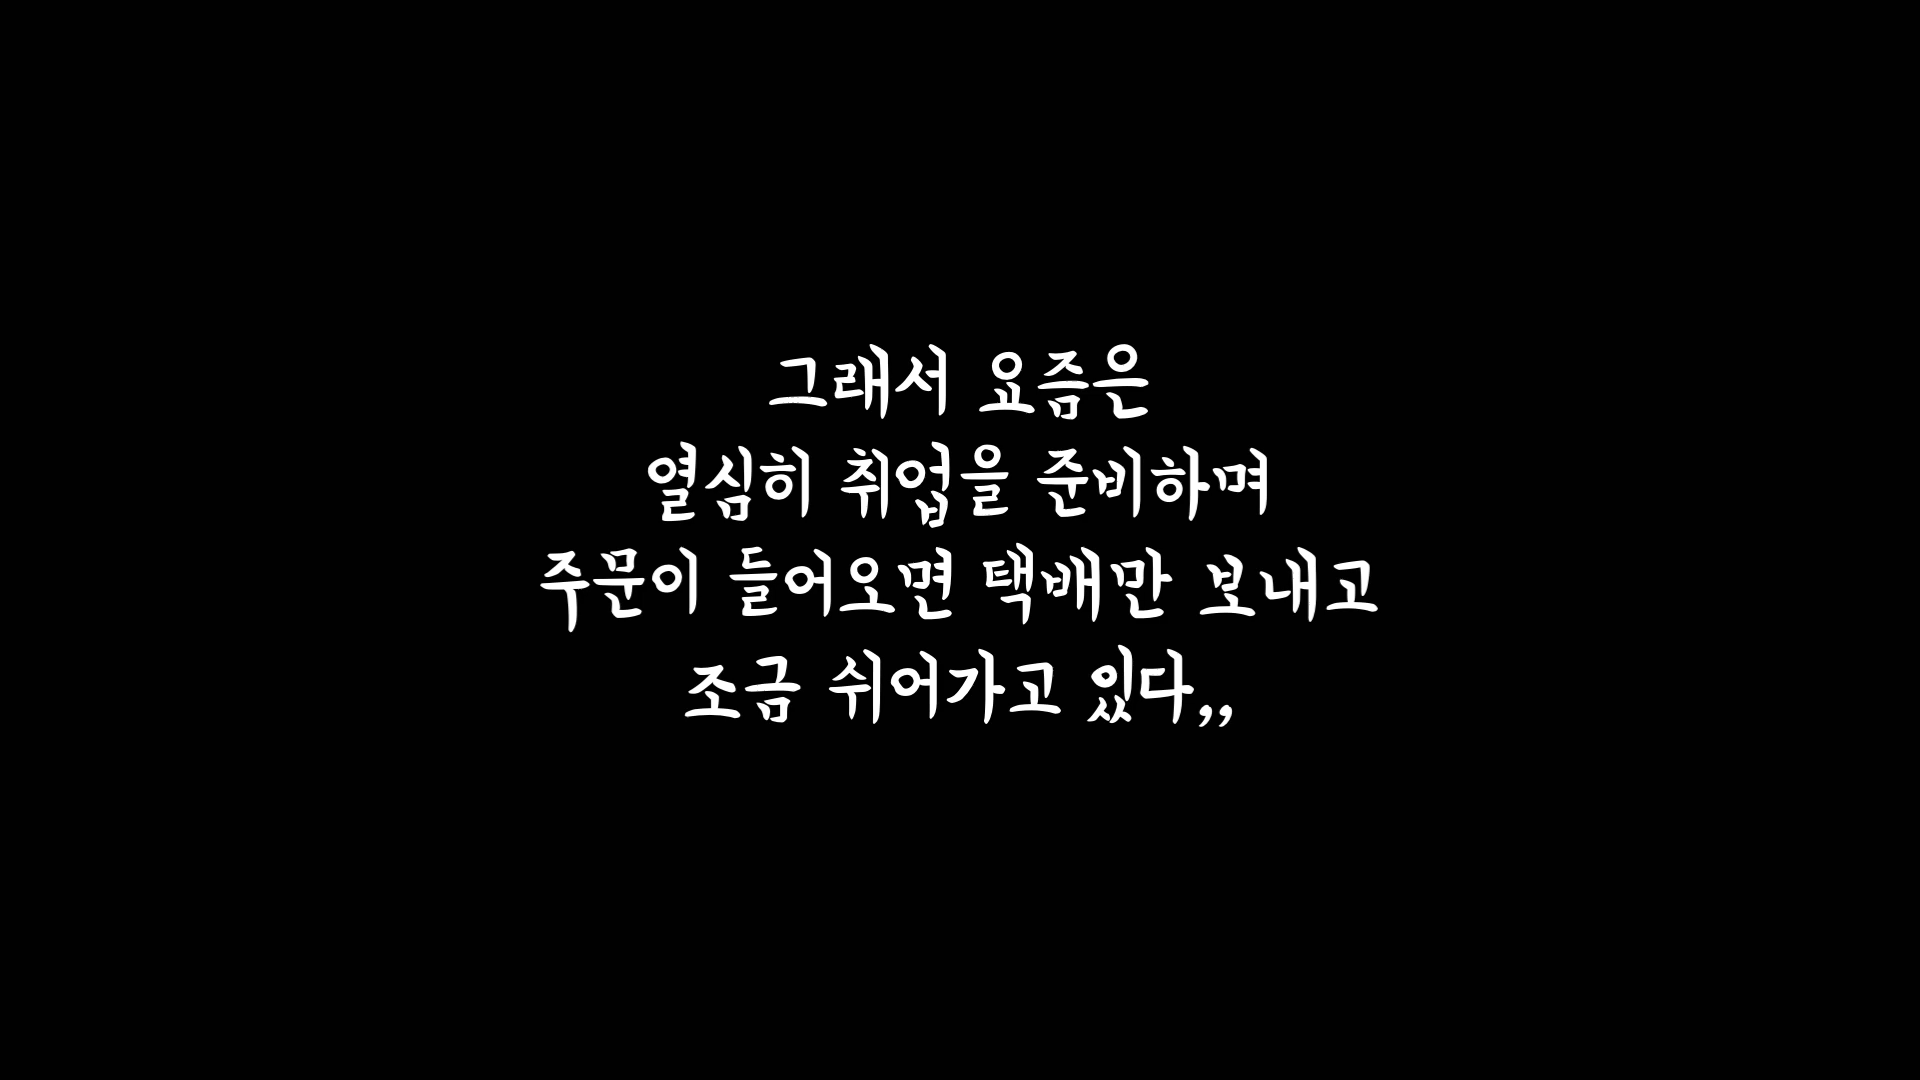 그래서 요즘은
열심히 취업을 준비하며
주문이 들어오면 택배만 보내고
조금 쉬어가고 있다,,